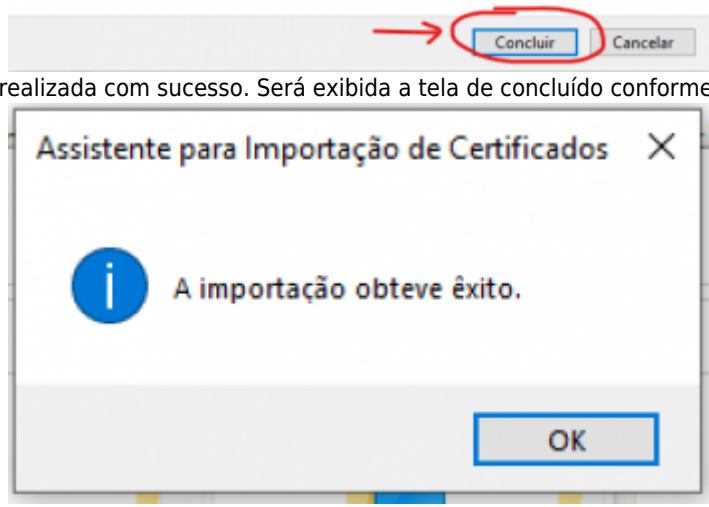 Concluir Cancelar
realizada com sucesso. Será exibida a tela de concluído conforme
Assistente para Importação de Certificados
A importação obteve êxito.
OK